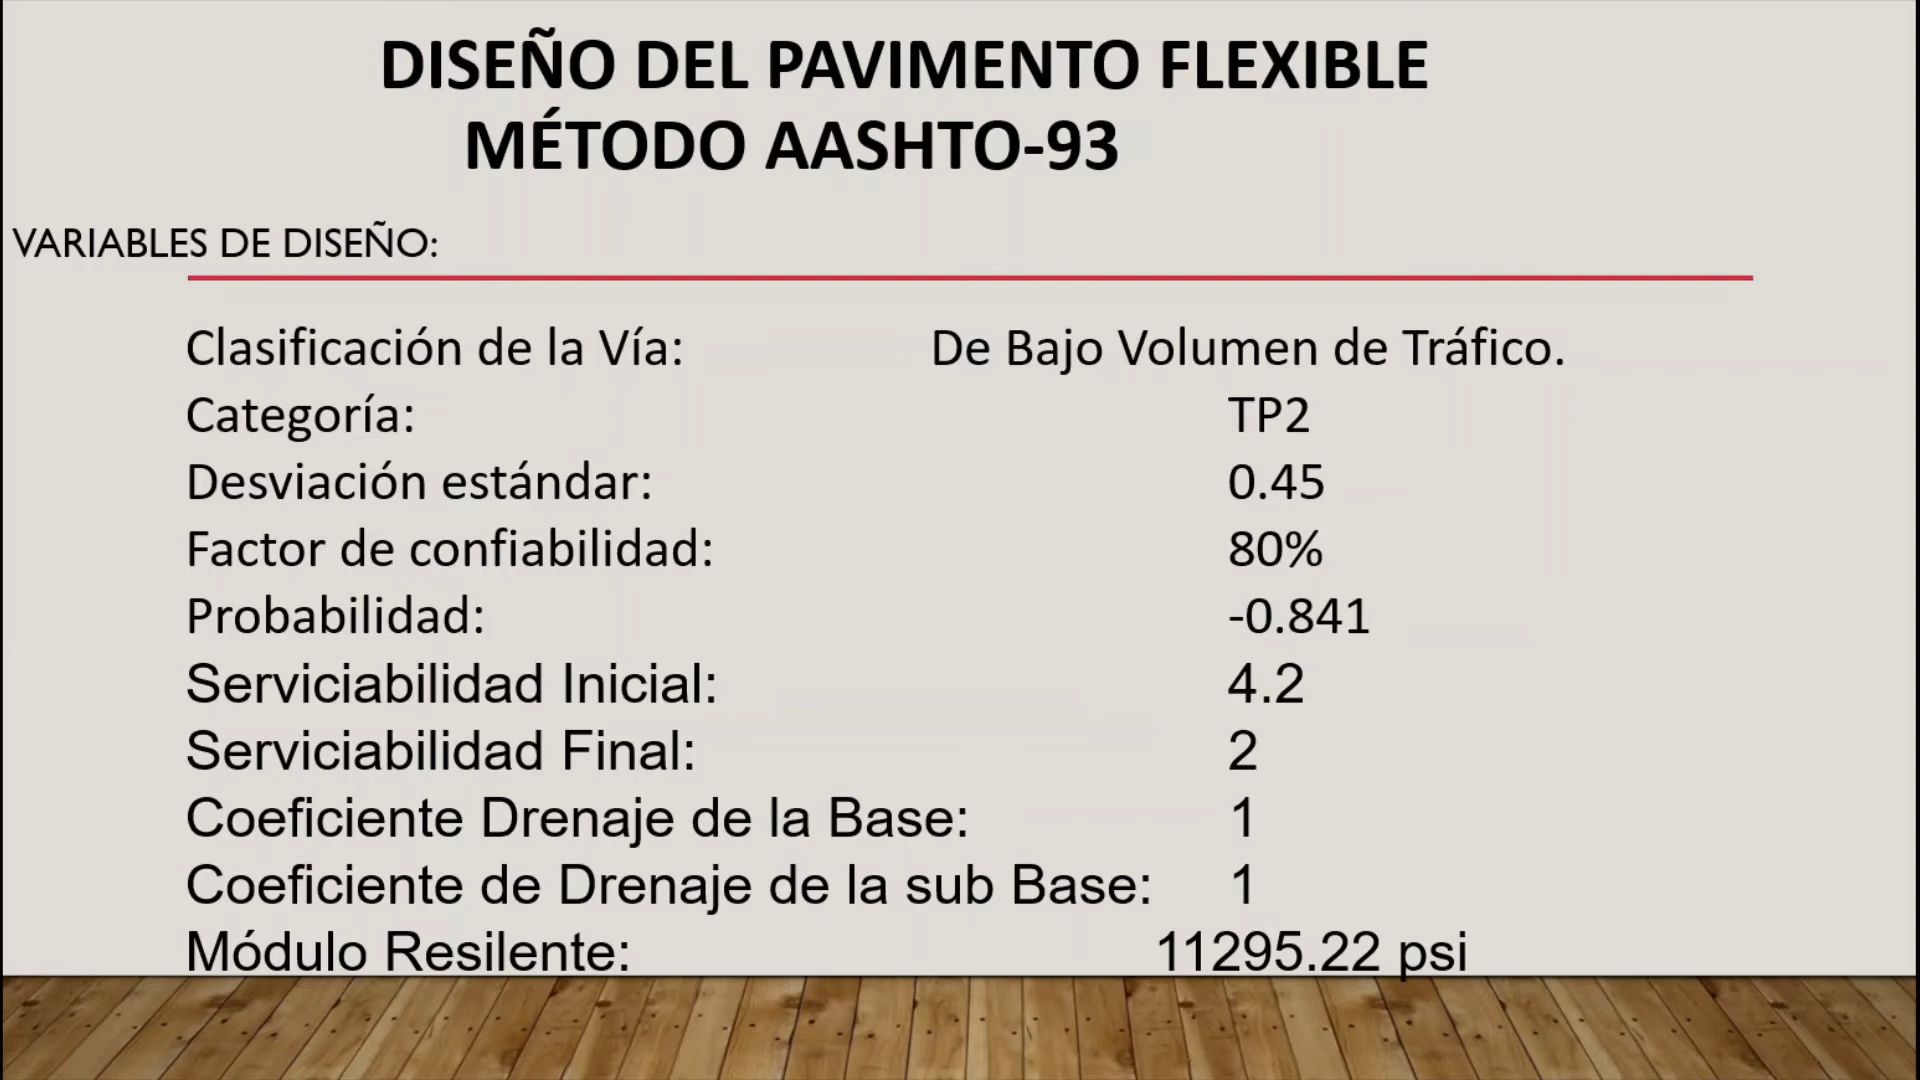 DISEÑO DEL PAVIMENTO FLEXIBLE
MÉTODO AASHTO-93
VARIABLES DE DISEÑO:
Clasificación de la Vía: De Bajo Volumen de Tráfico.
Categoría: TP2
Desviación estándar: 0.45
Factor de confiabilidad: 80%
Probabilidad: -0.841
Serviciabilidad Inicial: 4.2
Serviciabilidad Final: 2
Coeficiente Drenaje de la Base: 1
Coeficiente de Drenaje de la sub Base: 1
Módulo Resilente: 11295.22 psi